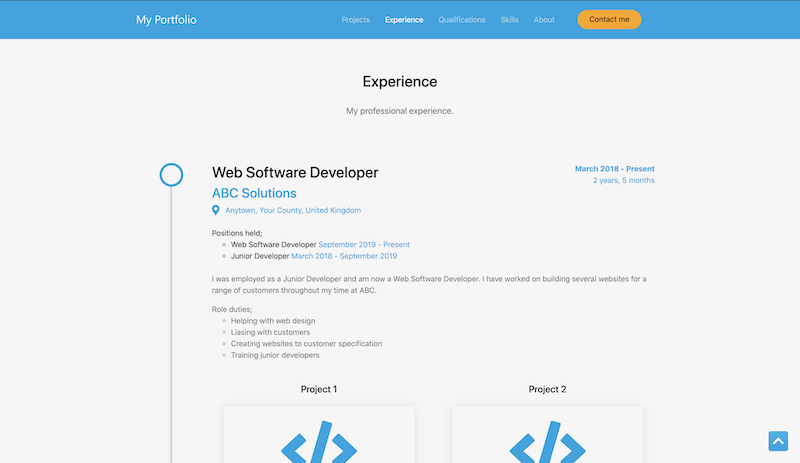 My Portfolio
Projects
Experience
Qualifications
Skills
About
Contact me
Experience
My professional experience.
Web Software Developer
March 2018 - Present
ABC Solutions
2 years, 5 months
Anytown, Your County, United Kingdom
Positions held;
Web Software Developer September 2019 - Present
Junior Developer March 2018 - September 2019
I was employed as a Junior Developer and am now a Web Software Developer. I have worked on building several websites for a
range of customers throughout my time at ABC.
Role duties;
Helping with web design
Liasing with customers
Creating websites to customer specification
Training junior developers
Project 1
Project 2